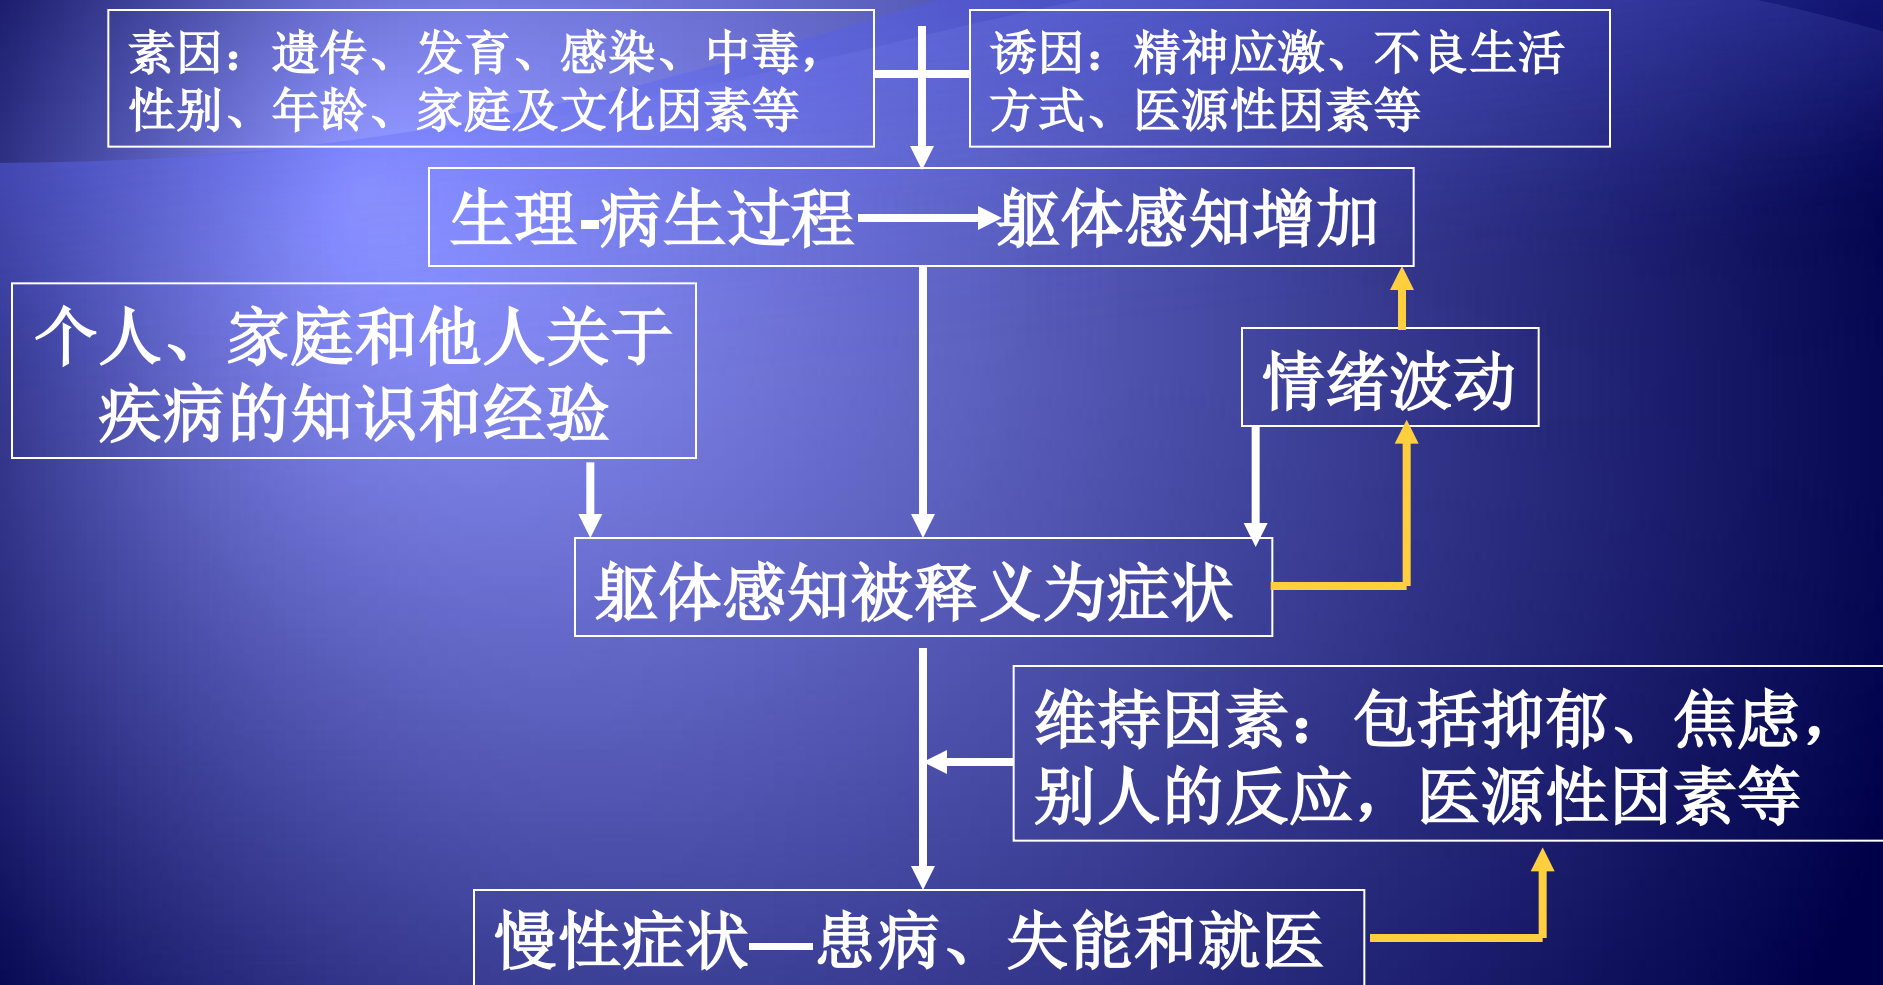 素因：遗传、发育、感染、中毒，
性别、年龄、家庭及文化因素等
诱因：精神应激、不良生活
方式、医源性因素等
生理-病生过程 躯体感知增加
个人、家庭和他人关于
疾病的知识和经验
情绪波动
躯体感知被释义为症状
维持因素：包括抑郁、焦虑，
别人的反应，医源性因素等
慢性症状—患病、失能和就医